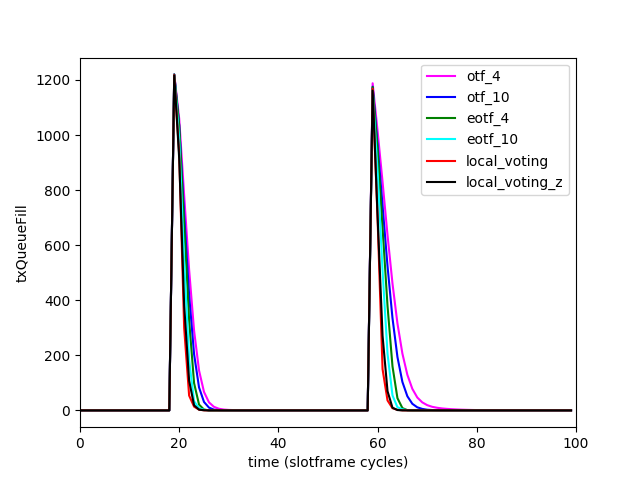 1200
1000
800
600
400
200
0
txQueueFill
otf_4
otf_10
eotf_4
eotf_10
local_voting
local_voting_z
0 20 40 60 80 100
time (slotframe cycles)